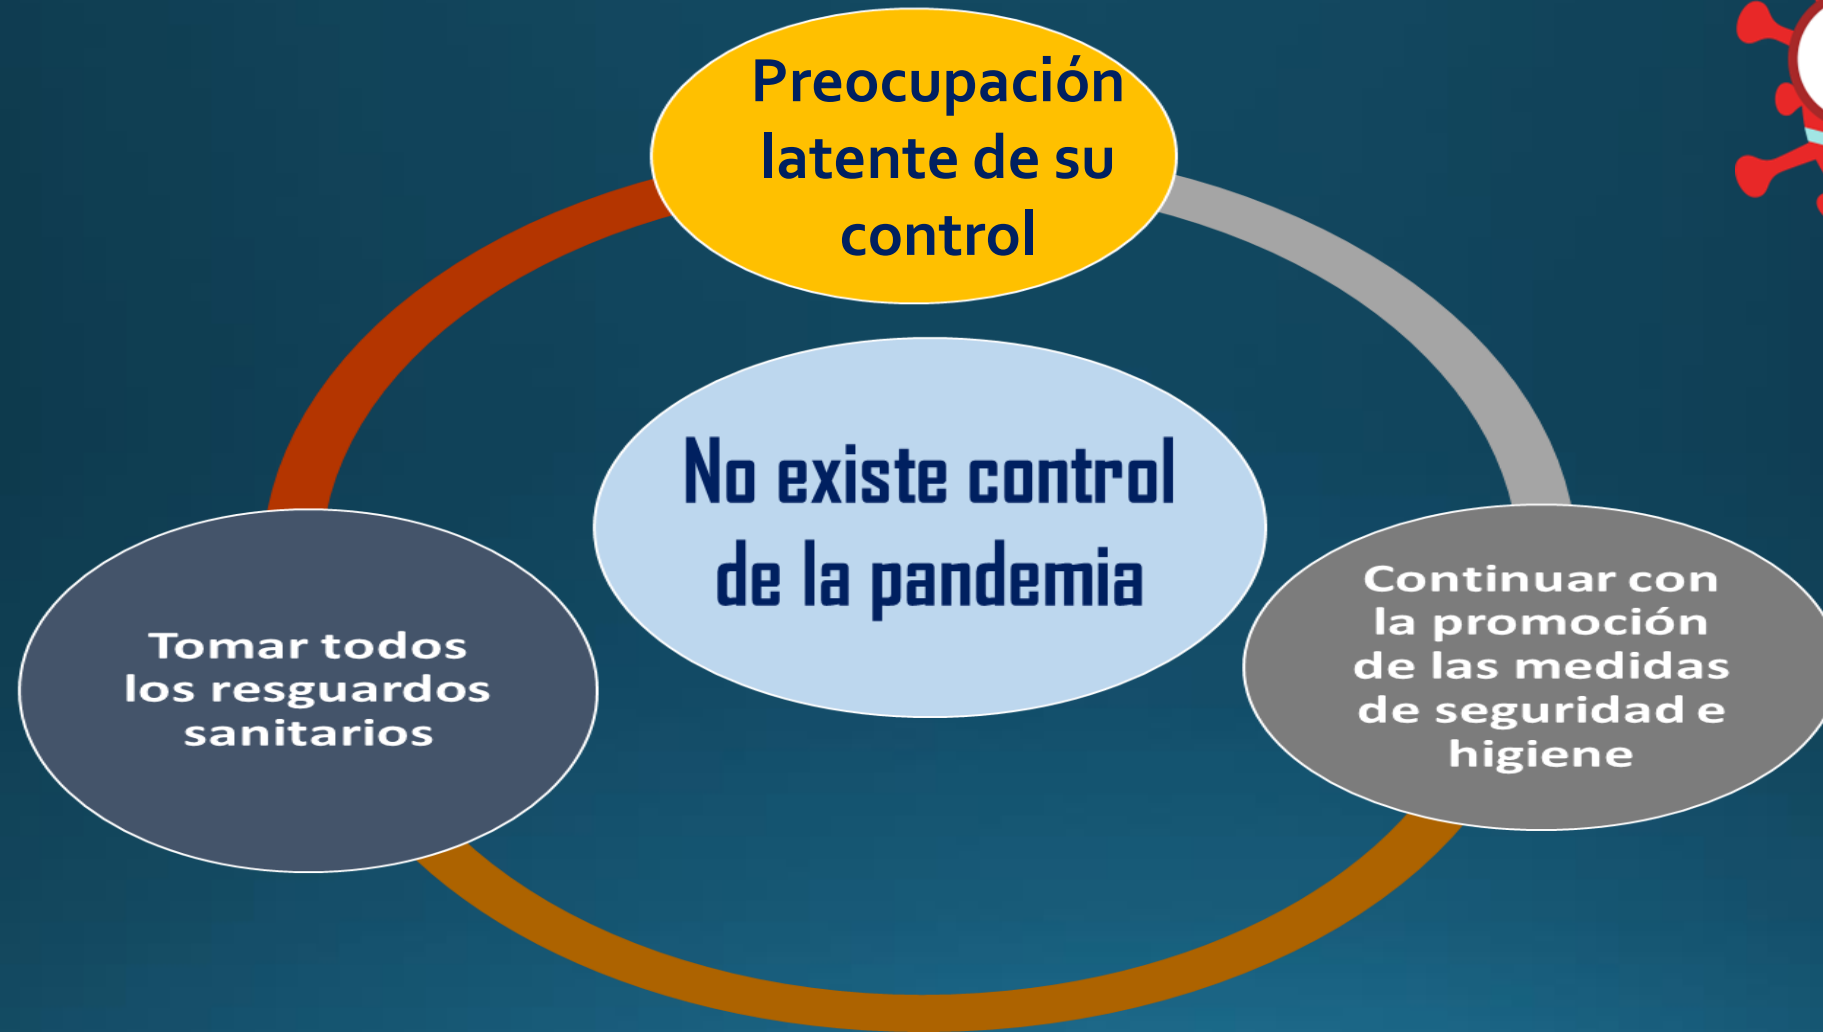 Preocupación
latente de su
control
No existe control
de la pandemia
Tomar todos
los resguardos
sanitarios
Continuar con
la promoción
de las medidas
de seguridad e
higiene